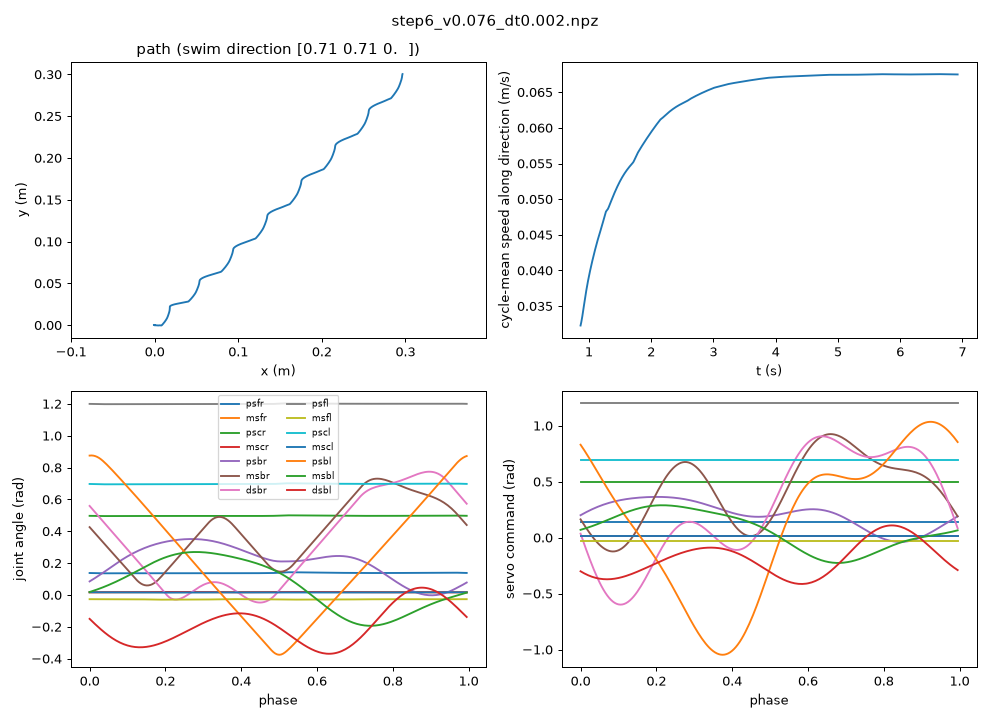 step6_v0.076_dt0.002.npz
path (swim direction [0.71 0.71 0.  ])
y (m)
0.30
0.25
0.20
0.15
0.10
0.05
0.00
−0.1 0.0 0.1 0.2 0.3
x (m)
cycle-mean speed along direction (m/s)
0.065
0.060
0.055
0.050
0.045
0.040
0.035
1 2 3 4 5 6 7
t (s)
joint angle (rad)
1.2
1.0
0.8
0.6
0.4
0.2
0.0
−0.2
−0.4
psfr psfl
msfr msfl
pscr pscl
mscr mscl
psbr psbl
msbr msbl
dsbr dsbl
0.0 0.2 0.4 0.6 0.8 1.0
phase
servo command (rad)
1.0
0.5
0.0
−0.5
−1.0
0.0 0.2 0.4 0.6 0.8 1.0
phase